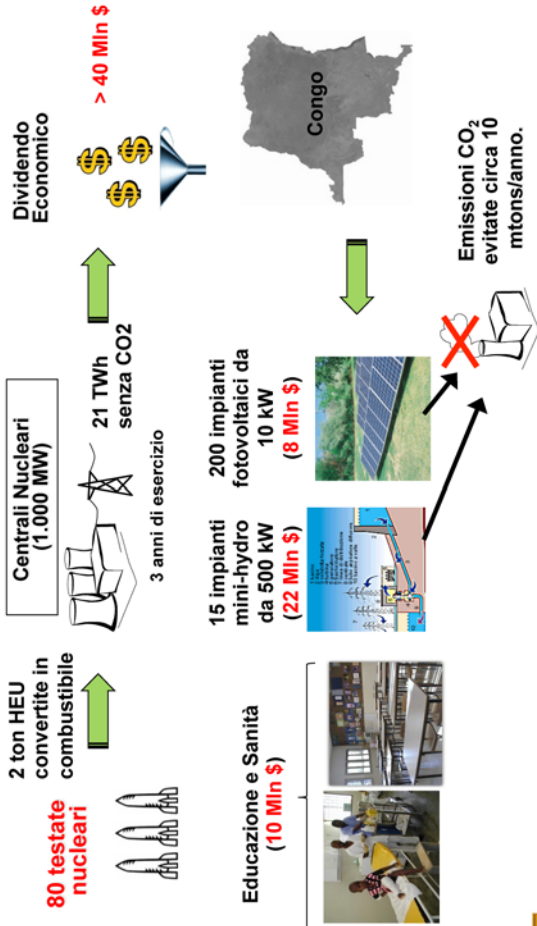 80 testate
nucleari
2 ton HEU
convertite in
combustibile
Centrali Nucleari
(1.000 MW)
3 anni di esercizio
21 TWh
senza CO2
Dividendo
Economico
> 40 Mln $
Educazione e Sanità
(10 Mln $)
15 impianti
mini-hydro
da 500 kW
(22 Mln $)
200 impianti
fotovoltaici da
10 kW
(8 Mln $)
Congo
Emissioni CO2
evitate circa 10
mtons/anno.